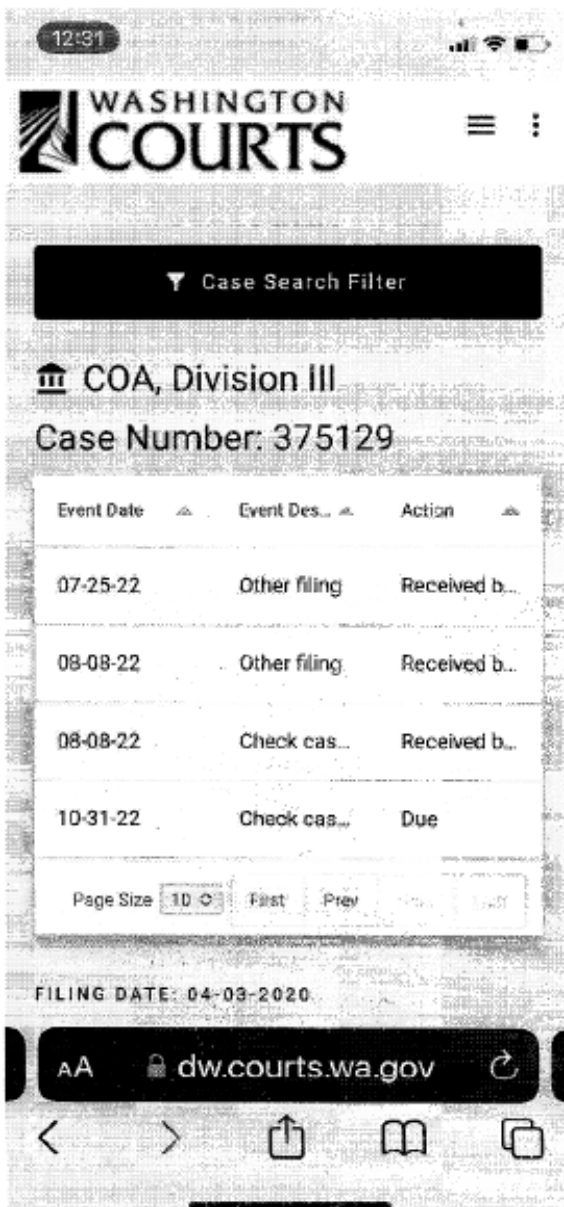 12:31
WASHINGTON
COURTS
Case Search Filter
COA, Division III
Case Number: 375129
Event Date Event Des... Action
07-25-22 Other filing Received b...
08-08-22 Other filing Received b...
08-08-22 Check cas... Received b...
10-31-22 Check cas... Due
Page Size 10 First Prev
FILING DATE: 04-03-2020
AA dw.courts.wa.gov